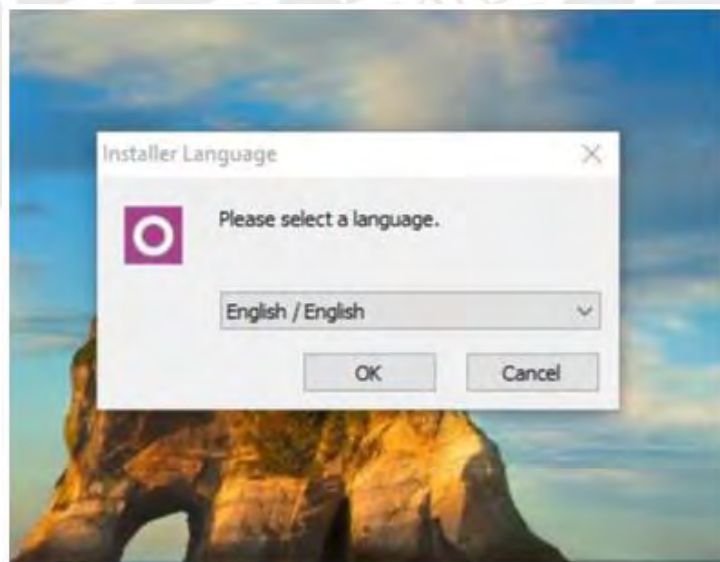 Installer Language
Please select a language.
English / English
OK
Cancel